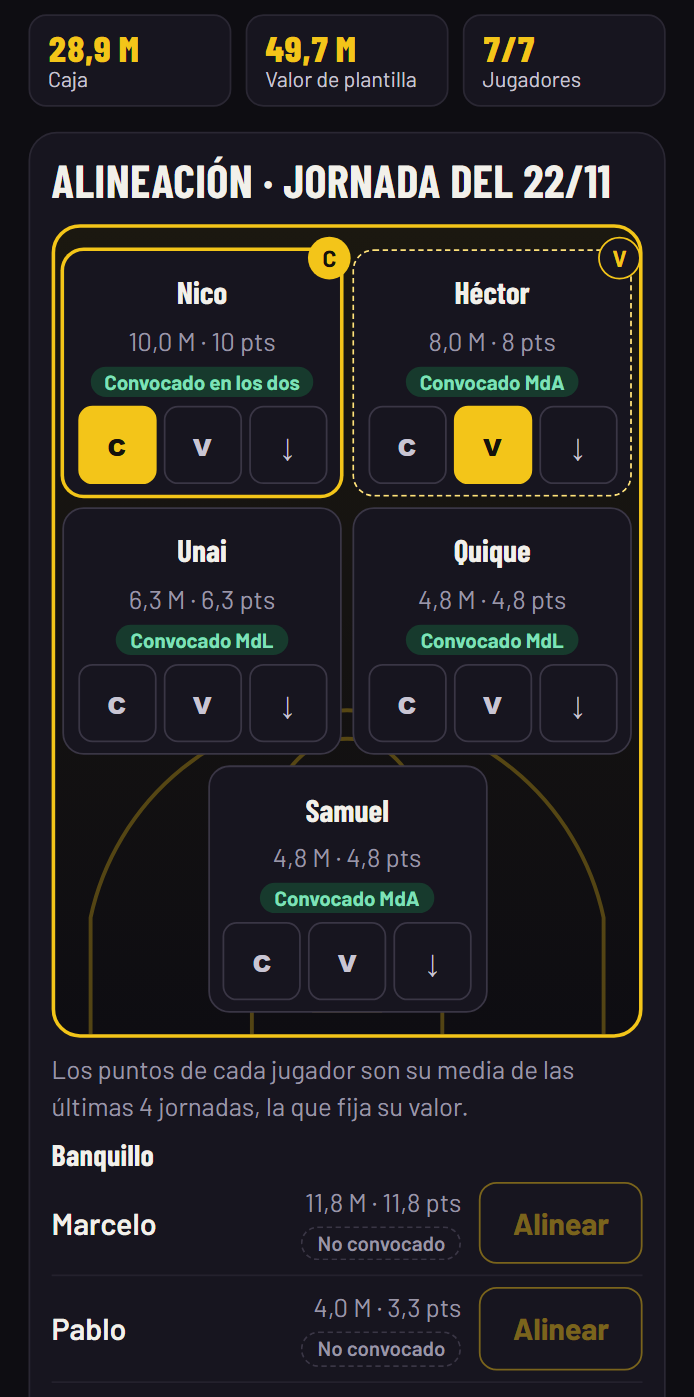 28,9 M
Caja
49,7 M
Valor de plantilla
7/7
Jugadores
ALINEACIÓN · JORNADA DEL 22/11
C
Nico
10,0 M · 10 pts
Convocado en los dos
C V ↓
V
Héctor
8,0 M · 8 pts
Convocado MdA
C V ↓
Unai
6,3 M · 6,3 pts
Convocado MdL
C V ↓
Quique
4,8 M · 4,8 pts
Convocado MdL
C V ↓
Samuel
4,8 M · 4,8 pts
Convocado MdA
C V ↓
Los puntos de cada jugador son su media de las
últimas 4 jornadas, la que fija su valor.
Banquillo
Marcelo
11,8 M · 11,8 pts
No convocado
Alinear
Pablo
4,0 M · 3,3 pts
No convocado
Alinear